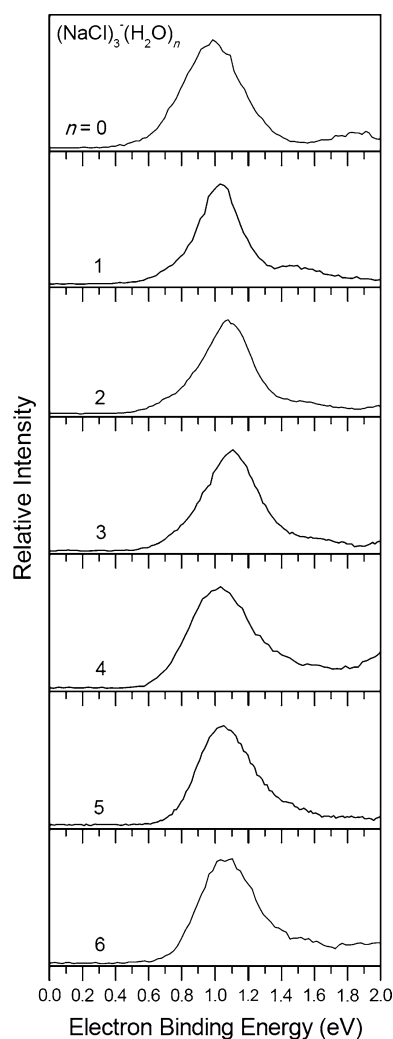 (NaCl)₃⁻(H₂O)ₙ
n = 0
1
2
3
4
5
6
Relative Intensity
0.0 0.2 0.4 0.6 0.8 1.0 1.2 1.4 1.6 1.8 2.0
Electron Binding Energy (eV)